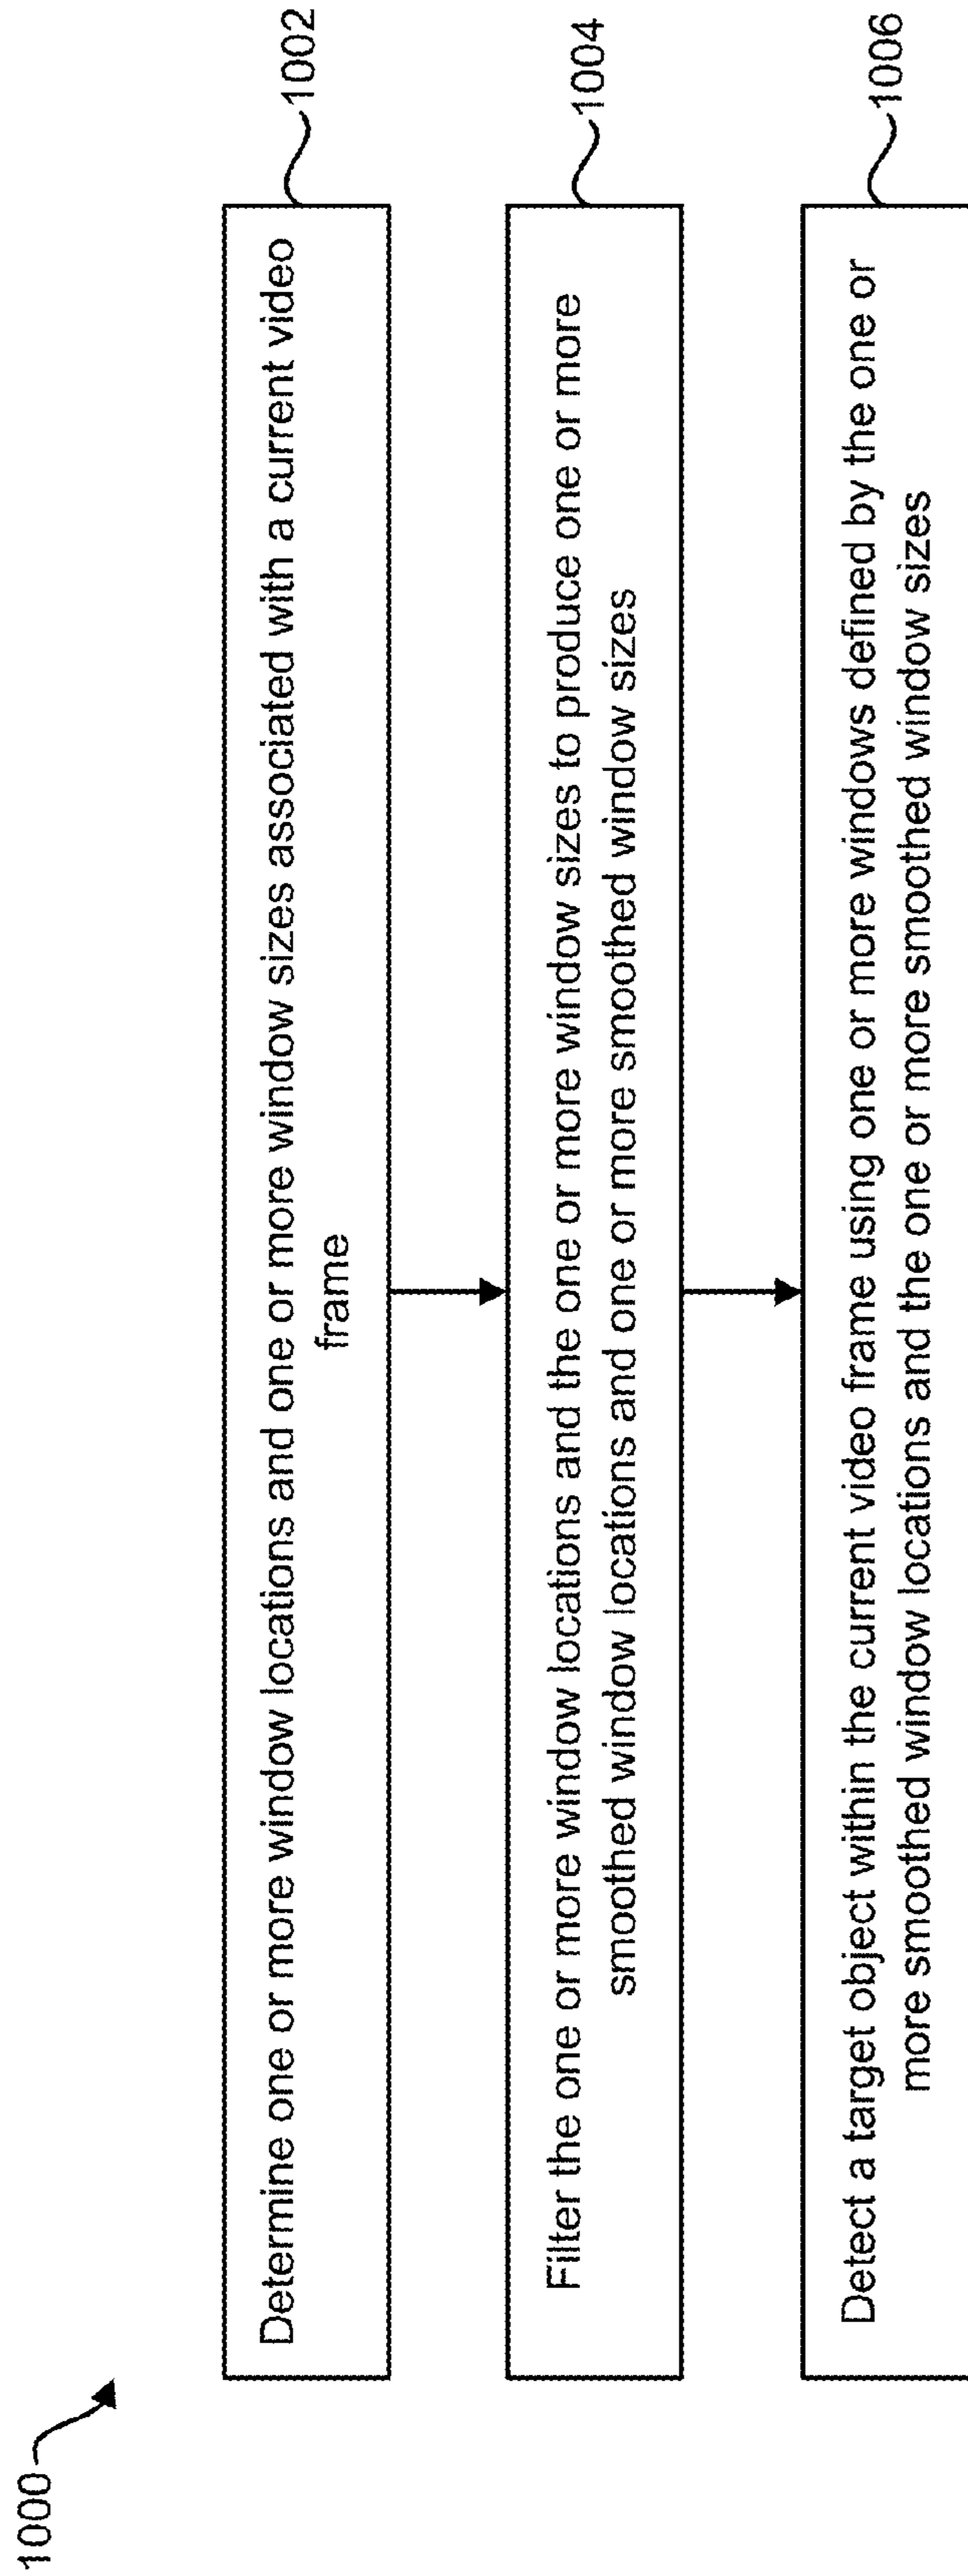 1000
Determine one or more window locations and one or more window sizes associated with a current video
frame
1002
Filter the one or more window locations and the one or more window sizes to produce one or more
smoothed window locations and one or more smoothed window sizes
1004
Detect a target object within the current video frame using one or more windows defined by the one or
more smoothed window locations and the one or more smoothed window sizes
1006